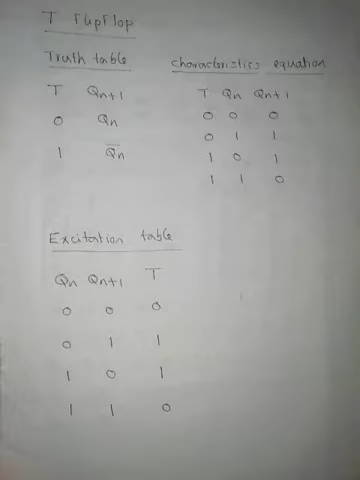 T FlipFlop
Truth table
T Qn+1
0 Qn
1 Q̅n
characteristics equation
T Qn Qn+1
0 0 0
0 1 1
1 0 1
1 1 0
Excitation table
Qn Qn+1 T
0 0 0
0 1 1
1 0 1
1 1 0